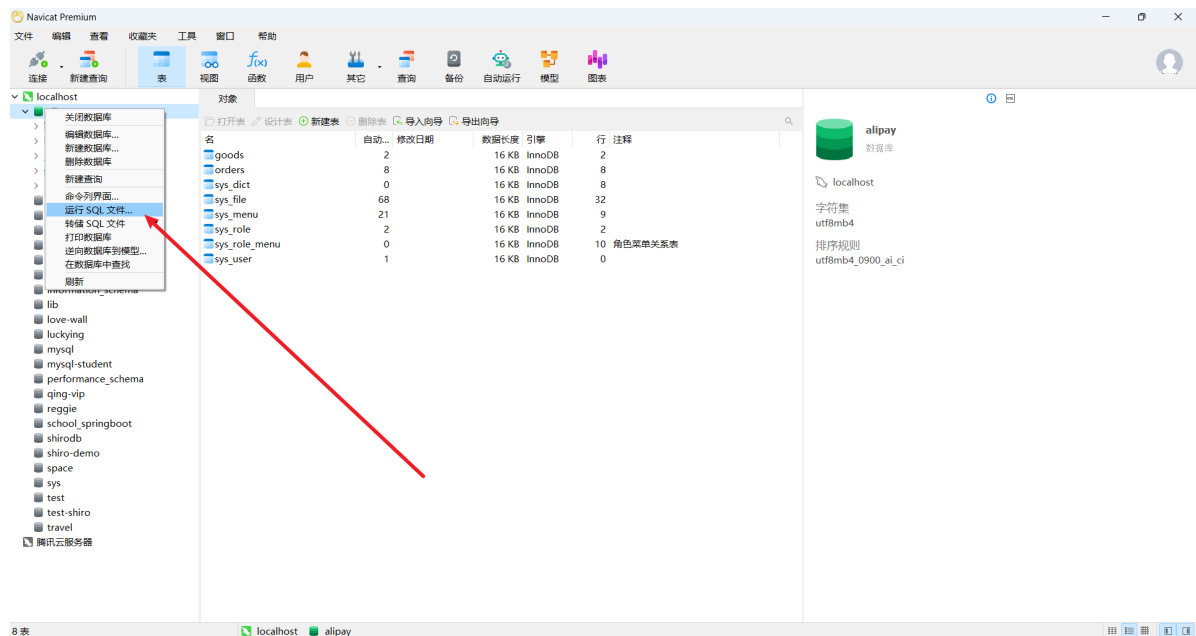 Navicat Premium
文件 编辑 查看 收藏夹 工具 窗口 帮助
连接 新建查询 表 视图 函数 用户 其它 查询 备份 自动运行 模型 图表
f(x)
localhost
对象
关闭数据库
编辑数据库...
新建数据库...
删除数据库
新建查询
命令列界面...
运行 SQL 文件...
转储 SQL 文件
打印数据库
逆向数据库到模型...
在数据库中查找
刷新
information_schema
lib
love-wall
luckying
mysql
mysql-student
performance_schema
qing-vip
reggie
school_springboot
shirodb
shiro-demo
space
sys
test
test-shiro
travel
腾讯云服务器
打开表 设计表 新建表 删除表 导入向导 导出向导
名 自动... 修改日期 数据长度 引擎 行 注释
goods 2 16 KB InnoDB 2
orders 8 16 KB InnoDB 8
sys_dict 0 16 KB InnoDB 8
sys_file 68 16 KB InnoDB 32
sys_menu 21 16 KB InnoDB 9
sys_role 2 16 KB InnoDB 2
sys_role_menu 0 16 KB InnoDB 10 角色菜单关系表
sys_user 1 16 KB InnoDB 0
alipay
数据库
localhost
字符集
utf8mb4
排序规则
utf8mb4_0900_ai_ci
8 表 localhost alipay